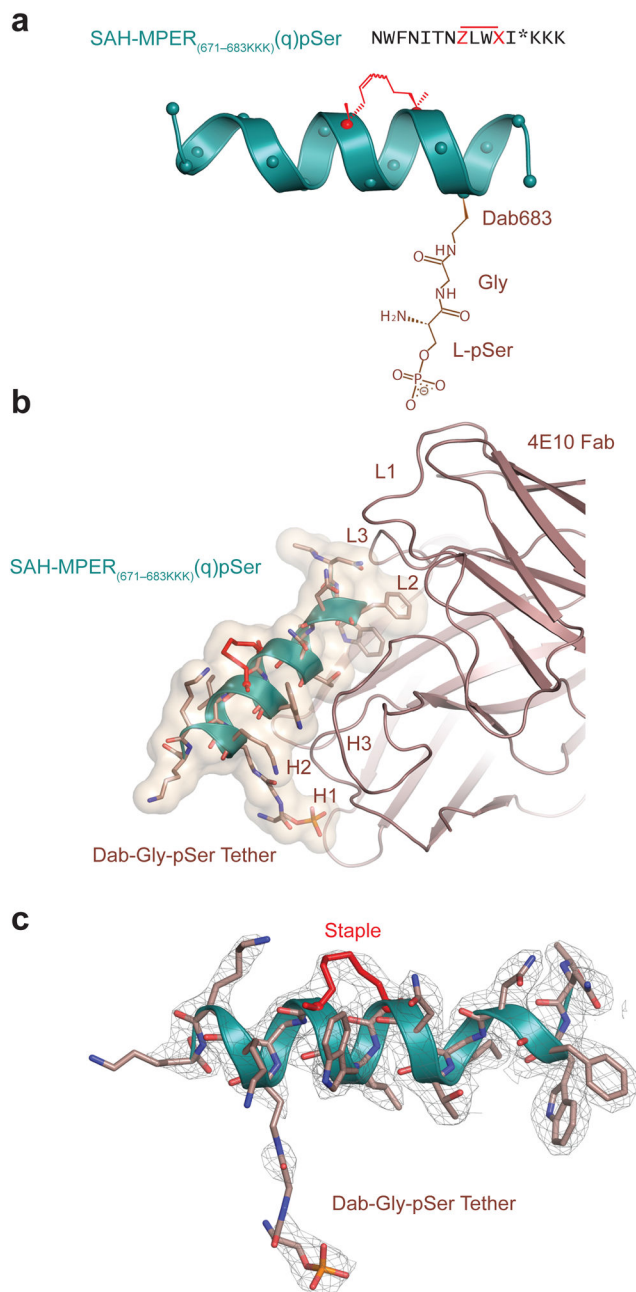 a
SAH-MPER(671–683KKK)(q)pSer NWFNITNZLWXI*KKK
Dab683
HN
O
Gly
NH
H₂N
O
L-pSer
O
O P O
O ⊖
b
4E10 Fab
L1
L3
SAH-MPER(671–683KKK)(q)pSer
L2
H3
H2
H1
Dab-Gly-pSer Tether
c
Staple
Dab-Gly-pSer Tether